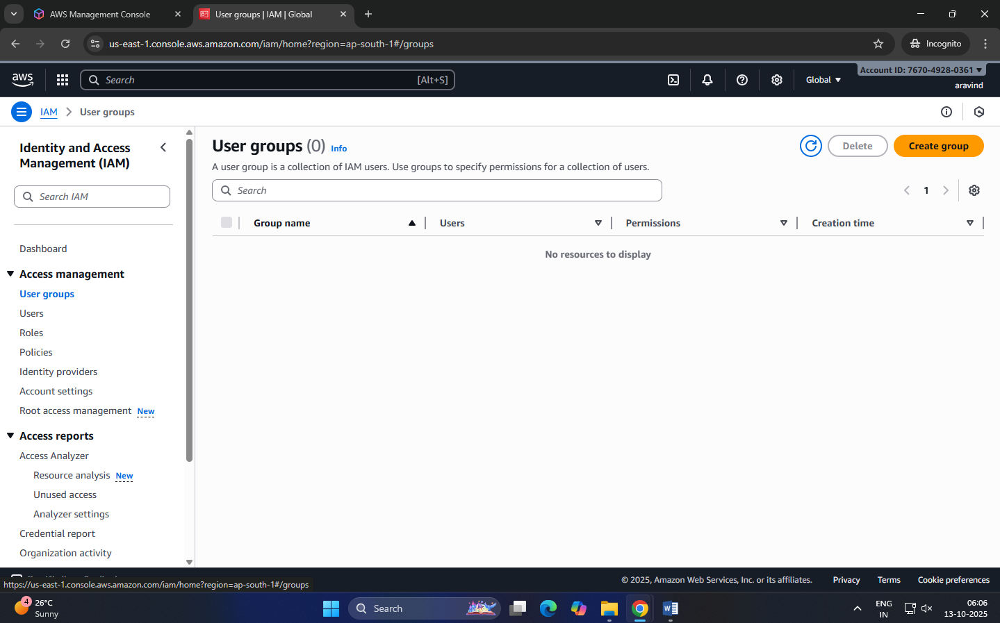 AWS Management Console
User groups | IAM | Global
us-east-1.console.aws.amazon.com/iam/home?region=ap-south-1#/groups
Incognito
aws
Search [Alt+S]
Global
Account ID: 7670-4928-0361
aravind
IAM > User groups
Identity and Access Management (IAM)
Search IAM
Dashboard
Access management
User groups
Users
Roles
Policies
Identity providers
Account settings
Root access management New
Access reports
Access Analyzer
Resource analysis New
Unused access
Analyzer settings
Credential report
Organization activity
User groups (0) Info
Delete
Create group
A user group is a collection of IAM users. Use groups to specify permissions for a collection of users.
Search
1
Group name Users Permissions Creation time
No resources to display
© 2025, Amazon Web Services, Inc. or its affiliates. Privacy Terms Cookie preferences
https://us-east-1.console.aws.amazon.com/iam/home?region=ap-south-1#/groups
4
26°C
Sunny
Search
ENG
IN
06:06
13-10-2025